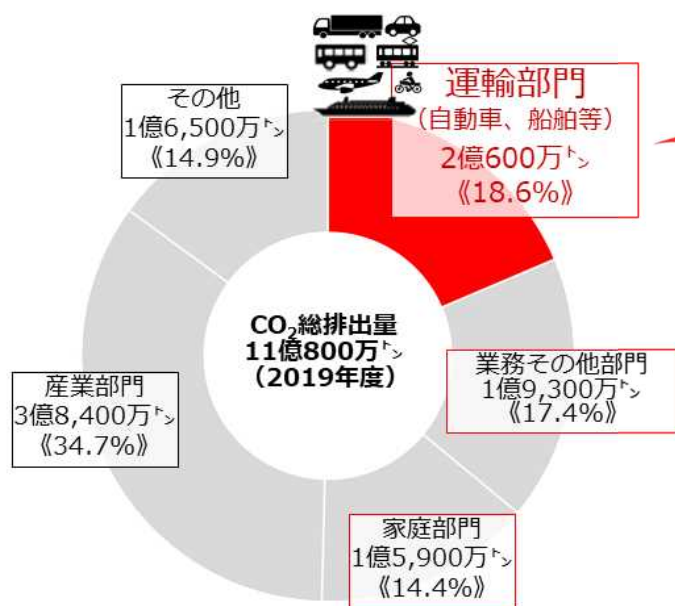 その他
1億6,500万㌧
《14.9%》
運輸部門
（自動車、船舶等）
2億600万㌧
《18.6%》
CO₂総排出量
11億800万㌧
（2019年度）
業務その他部門
1億9,300万㌧
《17.4%》
産業部門
3億8,400万㌧
《34.7%》
家庭部門
1億5,900万㌧
《14.4%》